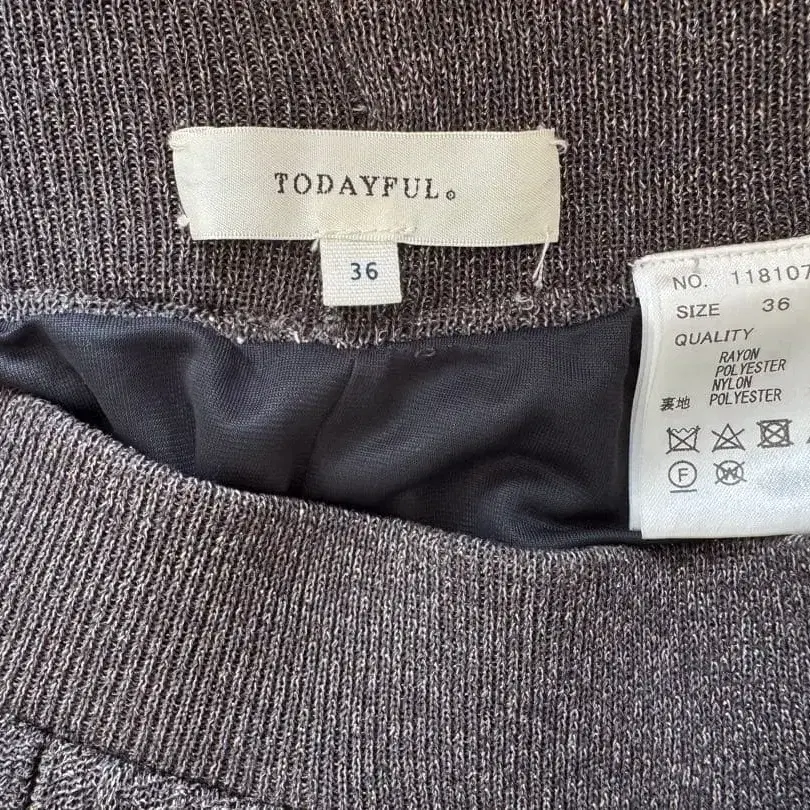 TODAYFUL.
36
NO. 118107
SIZE 36
QUALITY
RAYON
POLYESTER
NYLON
裏地 POLYESTER
F W